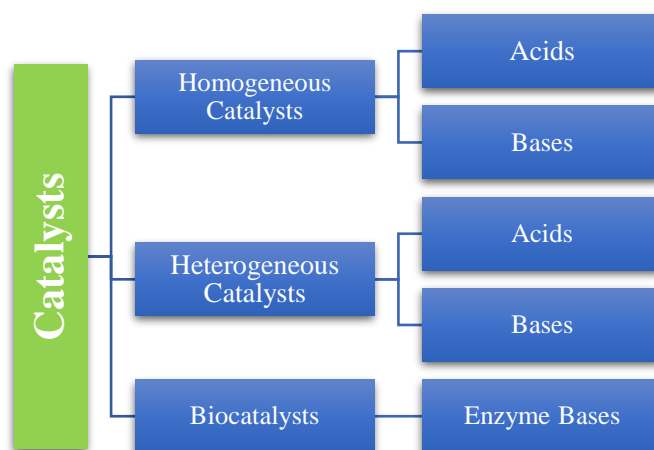 Catalysts
Homogeneous
Catalysts
Acids
Bases
Heterogeneous
Catalysts
Acids
Bases
Biocatalysts
Enzyme Bases